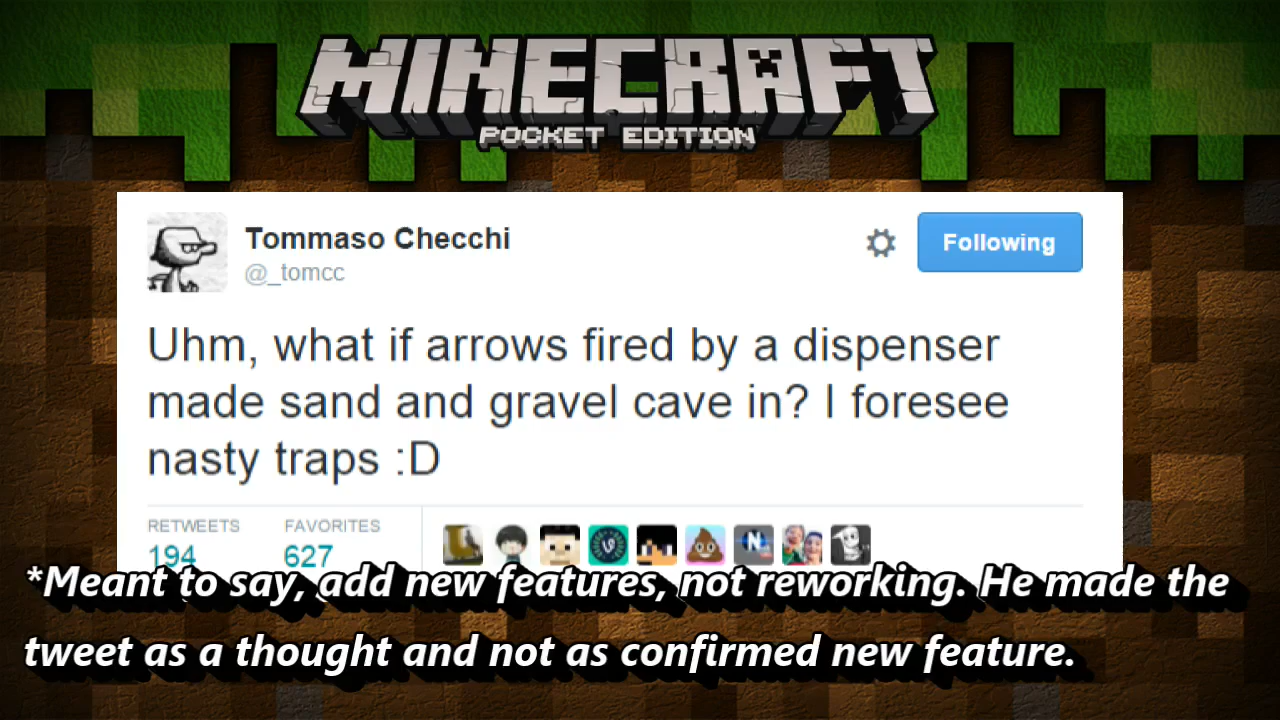 MINECRAFT
POCKET EDITION
Tommaso Checchi
@_tomcc
Following
Uhm, what if arrows fired by a dispenser
made sand and gravel cave in? I foresee
nasty traps :D
RETWEETS FAVORITES
194 627
*Meant to say, add new features, not reworking. He made the
tweet as a thought and not as confirmed new feature.